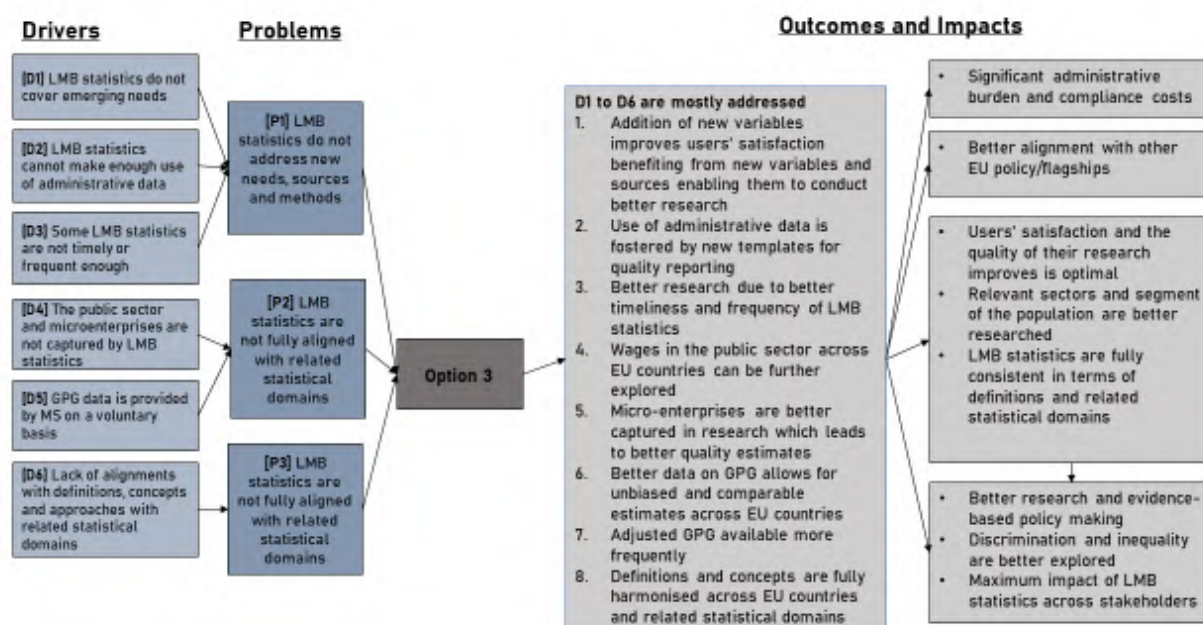 Drivers
Problems
Outcomes and Impacts
[D1] LMB statistics do not
cover emerging needs
[D2] LMB statistics
cannot make enough use
of administrative data
[D3] Some LMB statistics
are not timely or
frequent enough
[D4] The public sector
and microenterprises are
not captured by LMB
statistics
[D5] GPG data is provided
by MS on a voluntary
basis
[D6] Lack of alignments
with definitions, concepts
and approaches with
related statistical
domains
[P1] LMB
statistics do not
address new
needs, sources
and methods
[P2] LMB
statistics are
not fully aligned
with related
statistical
domains
[P3] LMB
statistics are
not fully aligned
with related
statistical
domains
Option 3
D1 to D6 are mostly addressed
1. Addition of new variables
improves users' satisfaction
benefiting from new variables and
sources enabling them to conduct
better research
2. Use of administrative data is
fostered by new templates for
quality reporting
3. Better research due to better
timeliness and frequency of LMB
statistics
4. Wages in the public sector across
EU countries can be further
explored
5. Micro-enterprises are better
captured in research which leads
to better quality estimates
6. Better data on GPG allows for
unbiased and comparable
estimates across EU countries
7. Adjusted GPG available more
frequently
8. Definitions and concepts are fully
harmonised across EU countries
and related statistical domains
• Significant administrative
burden and compliance costs
• Better alignment with other
EU policy/flagships
• Users' satisfaction and the
quality of their research
improves is optimal
• Relevant sectors and segment
of the population are better
researched
• LMB statistics are fully
consistent in terms of
definitions and related
statistical domains
• Better research and evidence-
based policy making
• Discrimination and inequality
are better explored
• Maximum impact of LMB
statistics across stakeholders